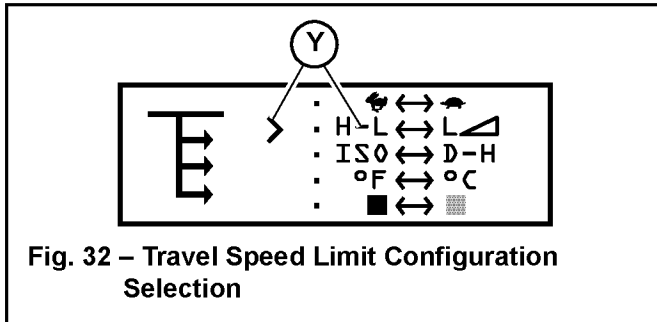 Y
H-L ↔ L
ISO ↔ D-H
°F ↔ °C
Fig. 32 – Travel Speed Limit Configuration
Selection